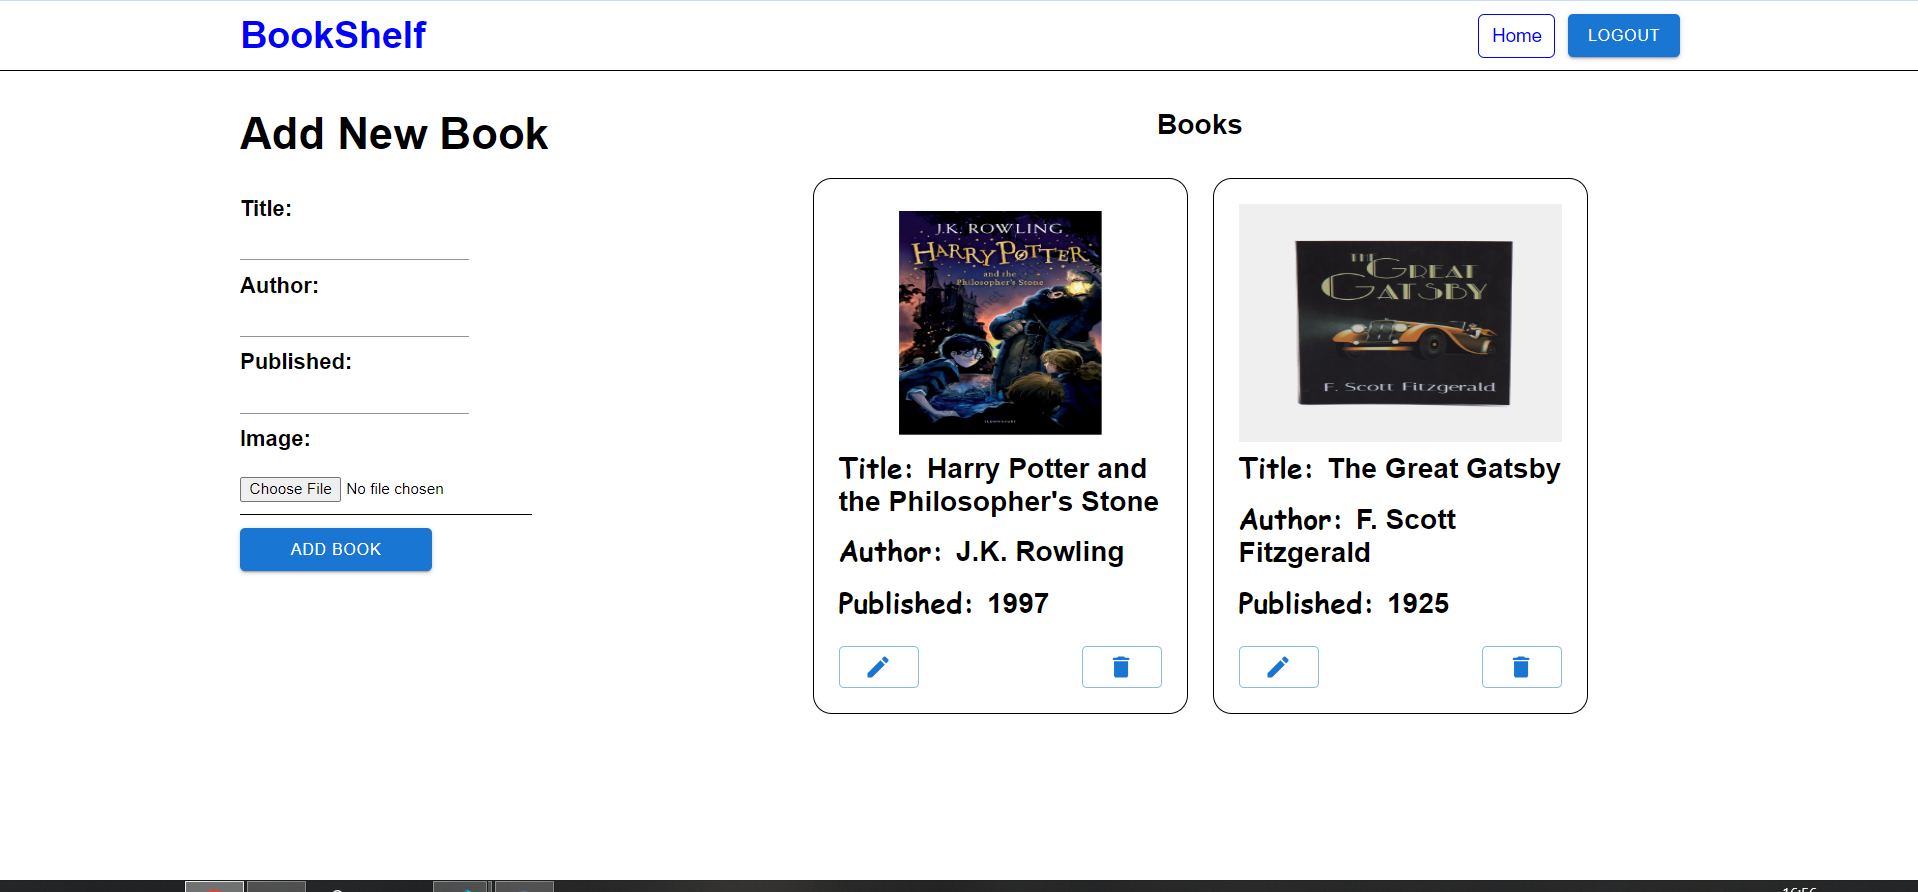 BookShelf
Home
LOGOUT
Add New Book
Title:
Author:
Published:
Image:
Choose File No file chosen
ADD BOOK
Books
J.K. ROWLING
HARRY POTTER
and the
Philosopher's Stone
BLOOMSBURY
Title: Harry Potter and
the Philosopher's Stone
Author: J.K. Rowling
Published: 1997
THE
GREAT
GATSBY
F. Scott Fitzgerald
Title: The Great Gatsby
Author: F. Scott
Fitzgerald
Published: 1925